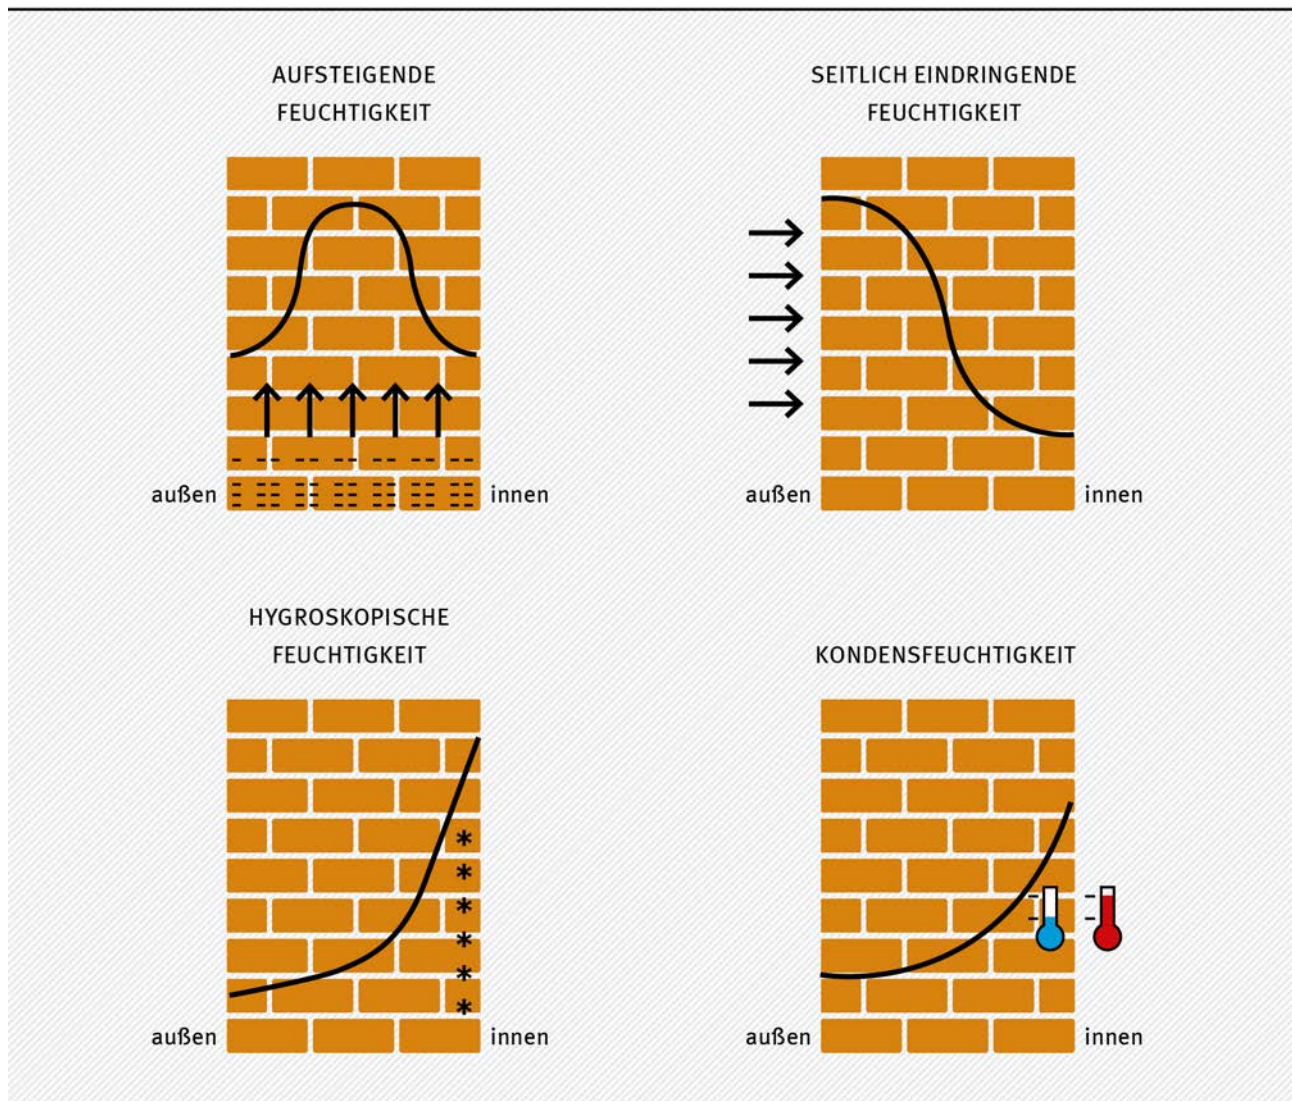 AUFSTEIGENDE
FEUCHTIGKEIT
SEITLICH EINDRINGENDE
FEUCHTIGKEIT
außen
innen
außen
innen
HYGROSKOPISCHE
FEUCHTIGKEIT
KONDENSFEUCHTIGKEIT
außen
innen
außen
innen